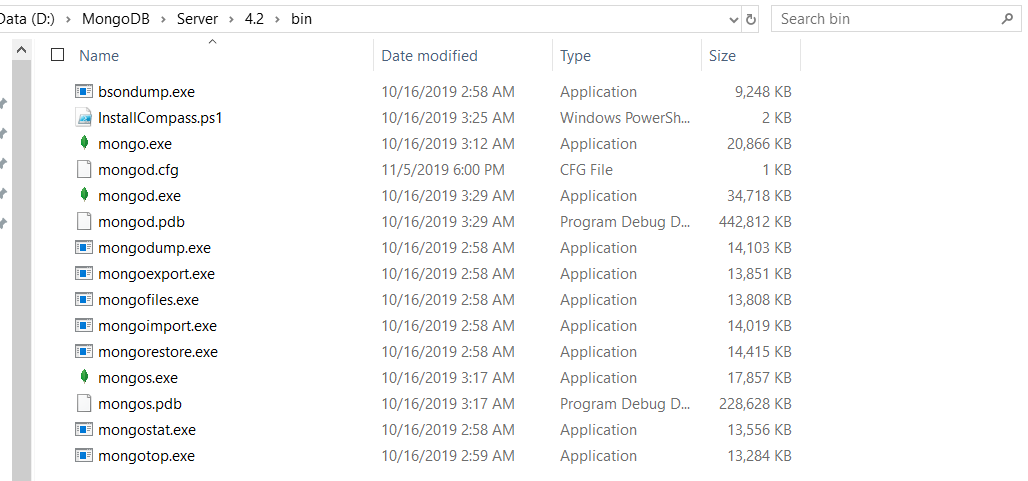 Data (D:) > MongoDB > Server > 4.2 > bin Search bin
Name Date modified Type Size
bsondump.exe 10/16/2019 2:58 AM Application 9,248 KB
InstallCompass.ps1 10/16/2019 3:25 AM Windows PowerSh... 2 KB
mongo.exe 10/16/2019 3:12 AM Application 20,866 KB
mongod.cfg 11/5/2019 6:00 PM CFG File 1 KB
mongod.exe 10/16/2019 3:29 AM Application 34,718 KB
mongod.pdb 10/16/2019 3:29 AM Program Debug D... 442,812 KB
mongodump.exe 10/16/2019 2:58 AM Application 14,103 KB
mongoexport.exe 10/16/2019 2:58 AM Application 13,851 KB
mongofiles.exe 10/16/2019 2:58 AM Application 13,808 KB
mongoimport.exe 10/16/2019 2:58 AM Application 14,019 KB
mongorestore.exe 10/16/2019 2:58 AM Application 14,415 KB
mongos.exe 10/16/2019 3:17 AM Application 17,857 KB
mongos.pdb 10/16/2019 3:17 AM Program Debug D... 228,628 KB
mongostat.exe 10/16/2019 2:58 AM Application 13,556 KB
mongotop.exe 10/16/2019 2:59 AM Application 13,284 KB